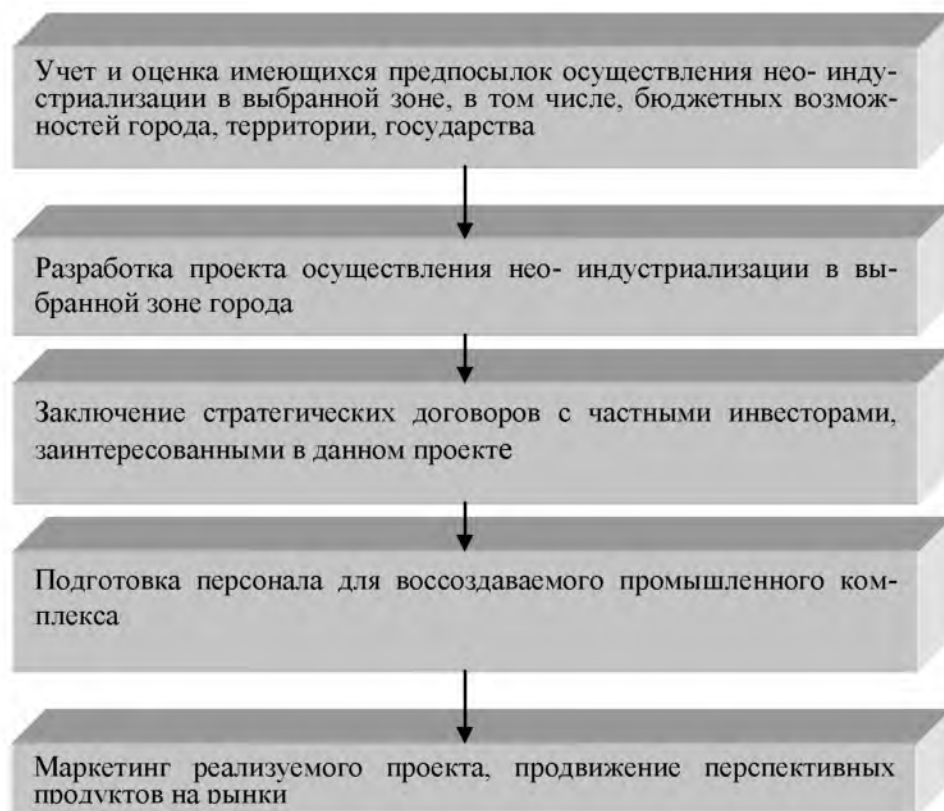 Учет и оценка имеющихся предпосылок осуществления нео- инду-
стриализации в выбранной зоне, в том числе, бюджетных возмож-
ностей города, территории, государства
Разработка проекта осуществления нео- индустриализации в вы-
бранной зоне города
Заключение стратегических договоров с частными инвесторами,
заинтересованными в данном проекте
Подготовка персонала для воссоздаваемого промышленного ком-
плекса
Маркетинг реализуемого проекта, продвижение перспективных
продуктов на рынки